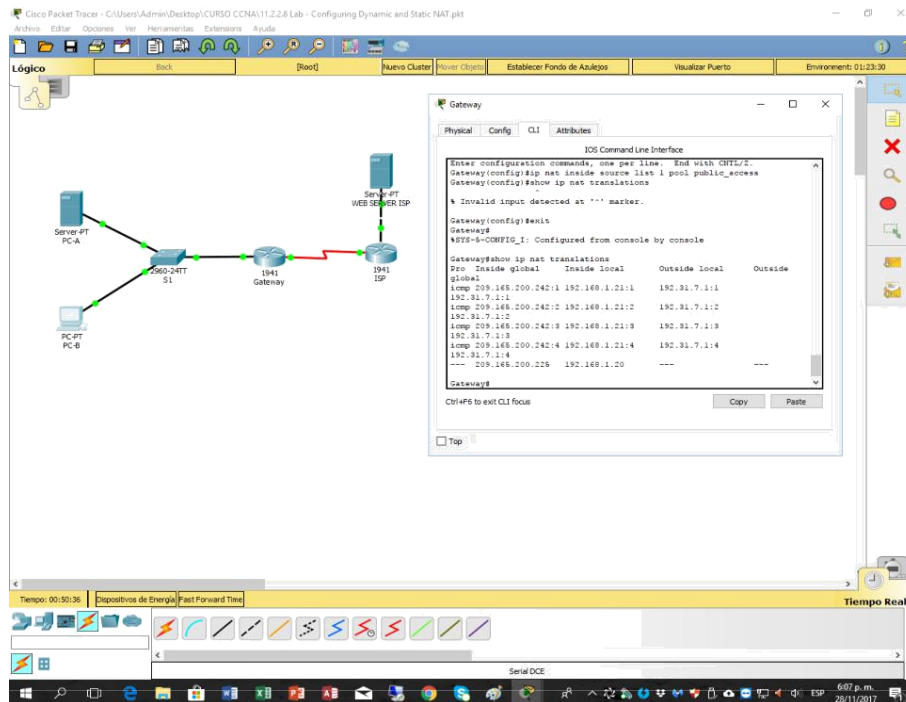 Cisco Packet Tracer - C:\Users\Admin\Desktop\CURSO CCNA\11.2.2.6 Lab - Configuring Dynamic and Static NAT.pkt
Archivo Editar Opciones Ver Herramientas Extensions Ayuda
Lógico Back [Root] Nuevo Cluster Mover Objeto Establecer Fondo de Azulejos Visualizar Puerto Environment: 01:23:30
Gateway
Physical Config CLI Attributes
IOS Command Line Interface
Enter configuration commands, one per line. End with CNTL/Z.
Gateway(config)#ip nat inside source list 1 pool public_access
Gateway(config)#show ip nat translations
^
% Invalid input detected at '^' marker.
Gateway(config)#exit
Gateway#
%SYS-5-CONFIG_I: Configured from console by console
Gateway#show ip nat translations
Pro Inside global Inside local Outside local Outside
global
icmp 209.165.200.242:1 192.168.1.21:1 192.31.7.1:1
192.31.7.1:1
icmp 209.165.200.242:2 192.168.1.21:2 192.31.7.1:2
192.31.7.1:2
icmp 209.165.200.242:3 192.168.1.21:3 192.31.7.1:3
192.31.7.1:3
icmp 209.165.200.242:4 192.168.1.21:4 192.31.7.1:4
192.31.7.1:4
--- 209.165.200.225 192.168.1.20 --- ---
Gateway#
Ctrl+F6 to exit CLI focus Copy Paste
Top
Server-PT
WEB SERVER ISP
Server-PT
PC-A
2960-24TT
S1
1941
Gateway
1941
ISP
PC-PT
PC-B
Tiempo: 00:50:36 Dispositivos de Energía Fast Forward Time Tiempo Real
Serial DCE
ESP 6:07 p. m.
28/11/2017